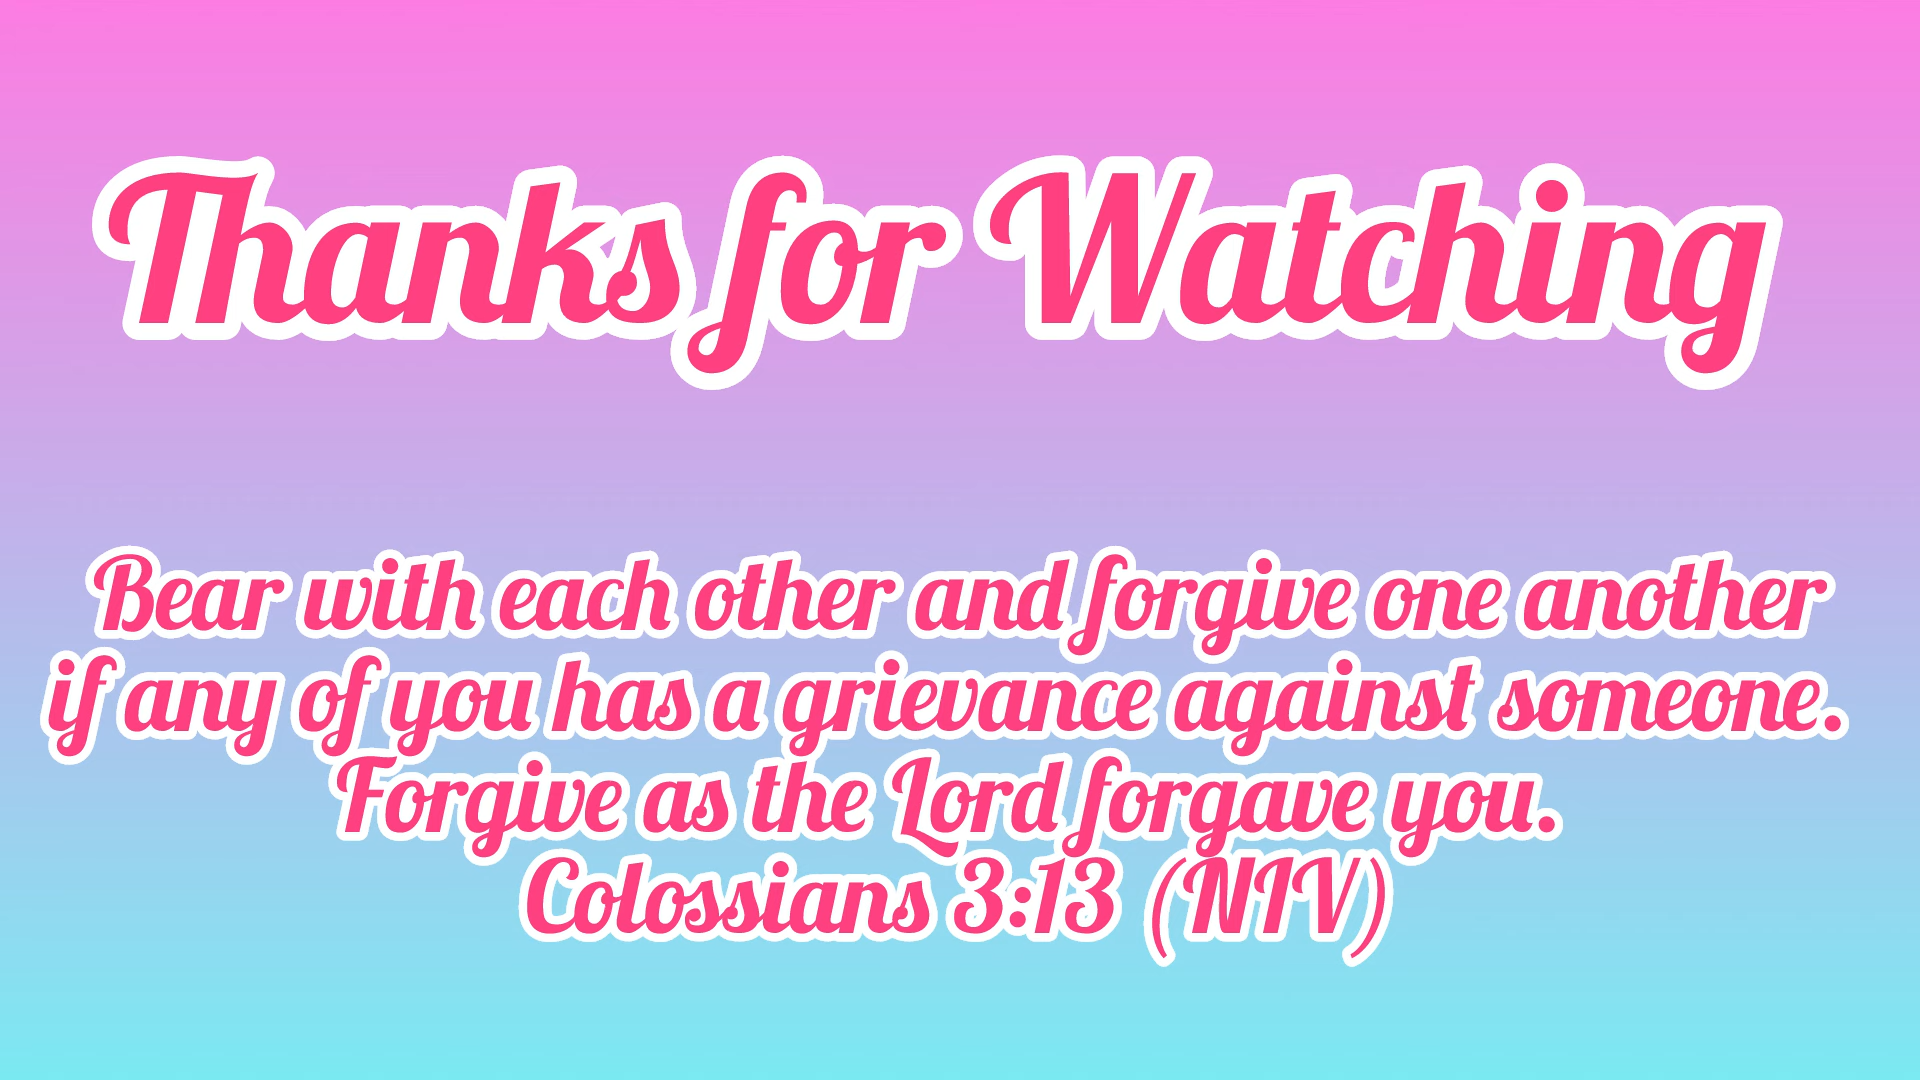 Thanks for Watching
Bear with each other and forgive one another
if any of you has a grievance against someone.
Forgive as the Lord forgave you.
Colossians 3:13 (NIV)